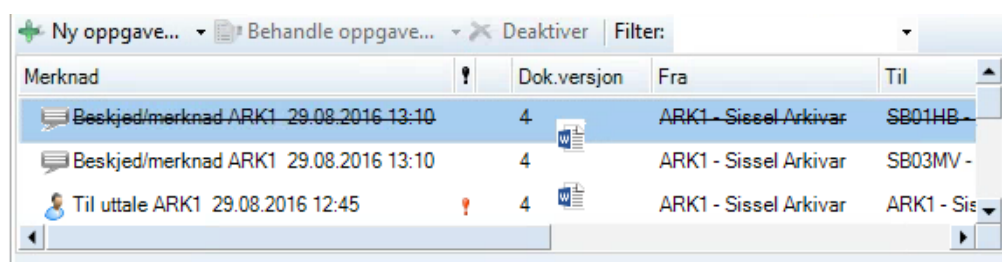 Ny oppgave... Behandle oppgave... Deaktiver Filter:
Merknad ! Dok.versjon Fra Til
Beskjed/merknad ARK1 29.08.2016 13:10 4 ARK1 - Sissel Arkivar SB01HB -
Beskjed/merknad ARK1 29.08.2016 13:10 4 ARK1 - Sissel Arkivar SB03MV -
Til uttale ARK1 29.08.2016 12:45 ! 4 ARK1 - Sissel Arkivar ARK1 - Sis